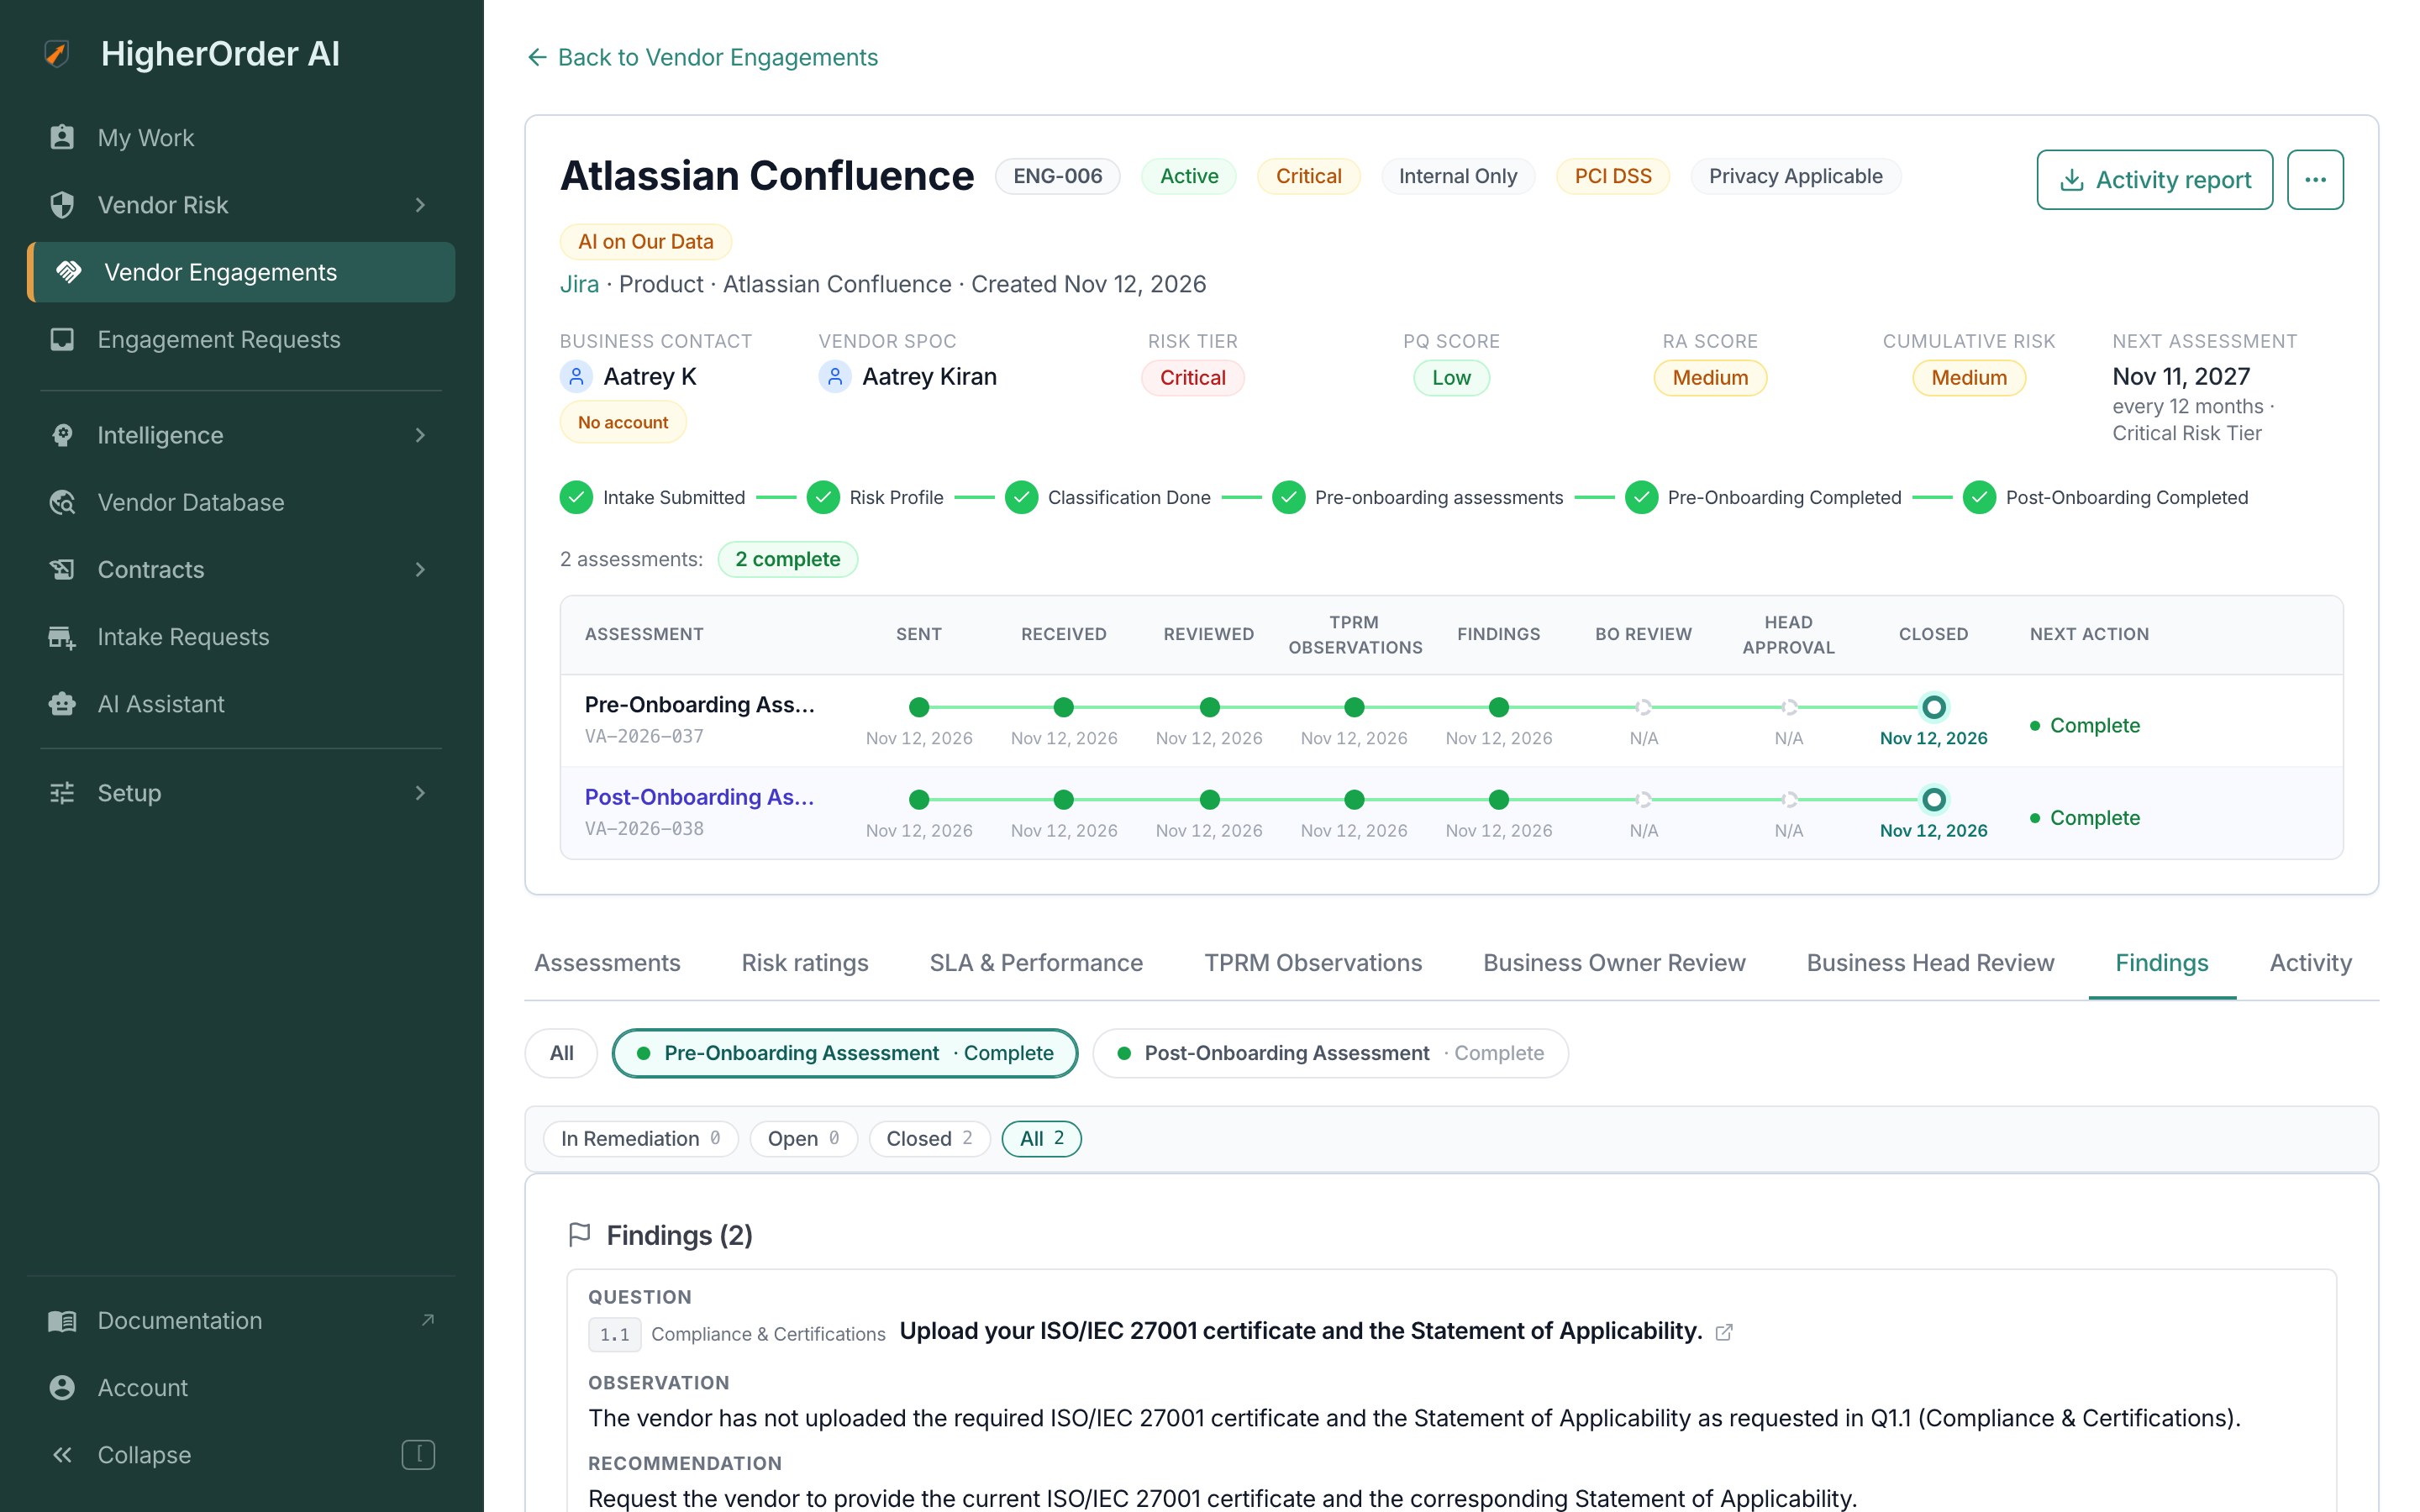 HigherOrder AI
My Work
Vendor Risk
Vendor Engagements
Engagement Requests
Intelligence
Vendor Database
Contracts
Intake Requests
AI Assistant
Setup
Documentation
Account
Collapse [
Back to Vendor Engagements
Atlassian Confluence ENG-006 Active Critical Internal Only PCI DSS Privacy Applicable
AI on Our Data
Activity report
Jira · Product · Atlassian Confluence · Created Nov 12, 2026
BUSINESS CONTACT VENDOR SPOC RISK TIER PQ SCORE RA SCORE CUMULATIVE RISK NEXT ASSESSMENT
Aatrey K Aatrey Kiran Critical Low Medium Medium Nov 11, 2027
No account every 12 months ·
Critical Risk Tier
Intake Submitted Risk Profile Classification Done Pre-onboarding assessments Pre-Onboarding Completed Post-Onboarding Completed
2 assessments: 2 complete
ASSESSMENT SENT RECEIVED REVIEWED TPRM OBSERVATIONS FINDINGS BO REVIEW HEAD APPROVAL CLOSED NEXT ACTION
Pre-Onboarding Ass...
VA-2026-037 Nov 12, 2026 Nov 12, 2026 Nov 12, 2026 Nov 12, 2026 Nov 12, 2026 N/A N/A Nov 12, 2026 Complete
Post-Onboarding As...
VA-2026-038 Nov 12, 2026 Nov 12, 2026 Nov 12, 2026 Nov 12, 2026 Nov 12, 2026 N/A N/A Nov 12, 2026 Complete
Assessments Risk ratings SLA & Performance TPRM Observations Business Owner Review Business Head Review Findings Activity
All Pre-Onboarding Assessment · Complete Post-Onboarding Assessment · Complete
In Remediation 0 Open 0 Closed 2 All 2
Findings (2)
QUESTION
1.1 Compliance & Certifications Upload your ISO/IEC 27001 certificate and the Statement of Applicability.
OBSERVATION
The vendor has not uploaded the required ISO/IEC 27001 certificate and the Statement of Applicability as requested in Q1.1 (Compliance & Certifications).
RECOMMENDATION
Request the vendor to provide the current ISO/IEC 27001 certificate and the corresponding Statement of Applicability.